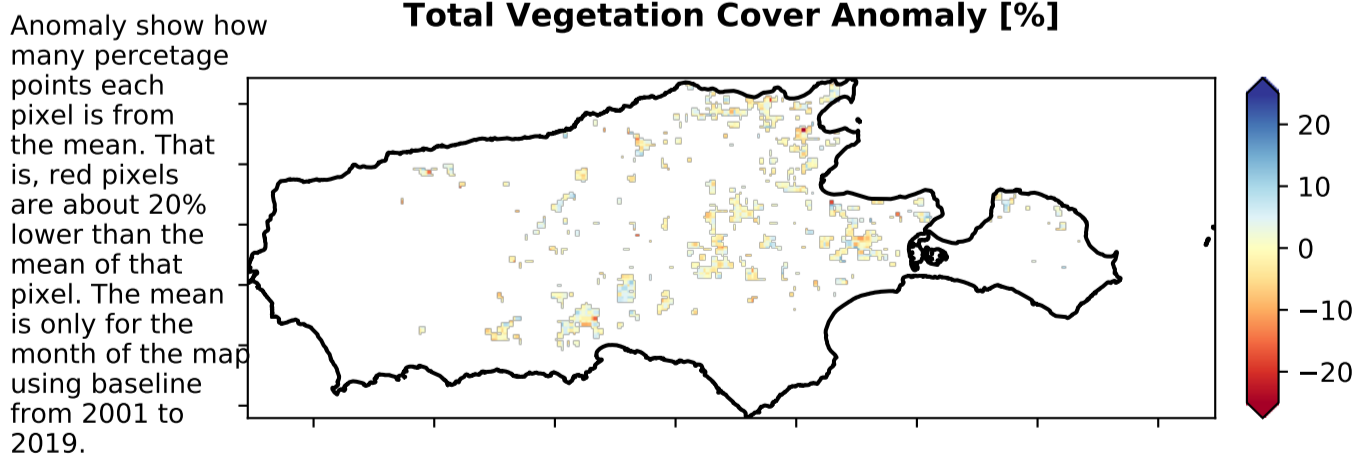 Total Vegetation Cover Anomaly [%]
Anomaly show how
many percetage
points each
pixel is from
the mean. That
is, red pixels
are about 20%
lower than the
mean of that
pixel. The mean
is only for the
month of the map
using baseline
from 2001 to
2019.
20
10
0
−10
−20